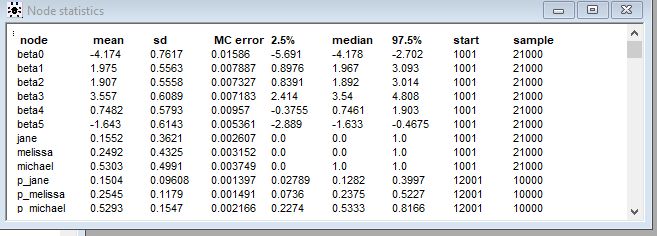 Node statistics
node mean sd MC error 2.5% median 97.5% start sample
beta0 -4.174 0.7617 0.01586 -5.691 -4.178 -2.702 1001 21000
beta1 1.975 0.5563 0.007887 0.8976 1.967 3.093 1001 21000
beta2 1.907 0.5558 0.007327 0.8391 1.892 3.014 1001 21000
beta3 3.557 0.6089 0.007183 2.414 3.54 4.808 1001 21000
beta4 0.7482 0.5793 0.00957 -0.3755 0.7461 1.903 1001 21000
beta5 -1.643 0.6143 0.005361 -2.889 -1.633 -0.4675 1001 21000
jane 0.1552 0.3621 0.002607 0.0 0.0 1.0 1001 21000
melissa 0.2492 0.4325 0.003152 0.0 0.0 1.0 1001 21000
michael 0.5303 0.4991 0.003749 0.0 1.0 1.0 1001 21000
p_jane 0.1504 0.09608 0.001397 0.02789 0.1282 0.3997 12001 10000
p_melissa 0.2545 0.1179 0.001491 0.0736 0.2375 0.5227 12001 10000
p_michael 0.5293 0.1547 0.002166 0.2274 0.5333 0.8166 12001 10000